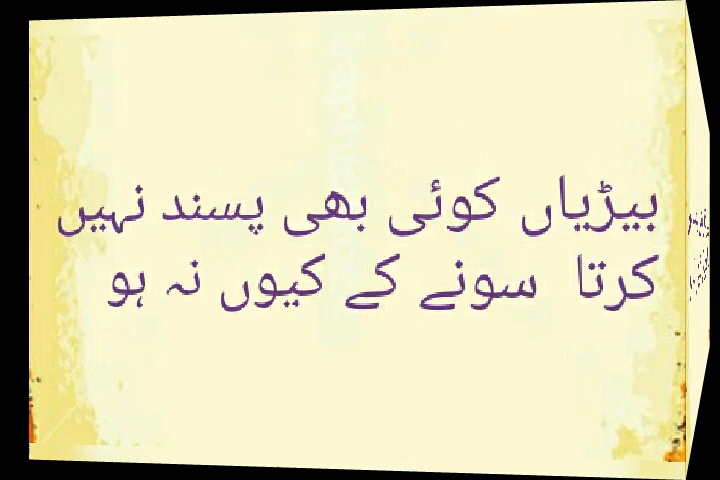 بیڑیاں کوئی بھی پسند نہیں
کرتا سونے کے کیوں نہ ہو